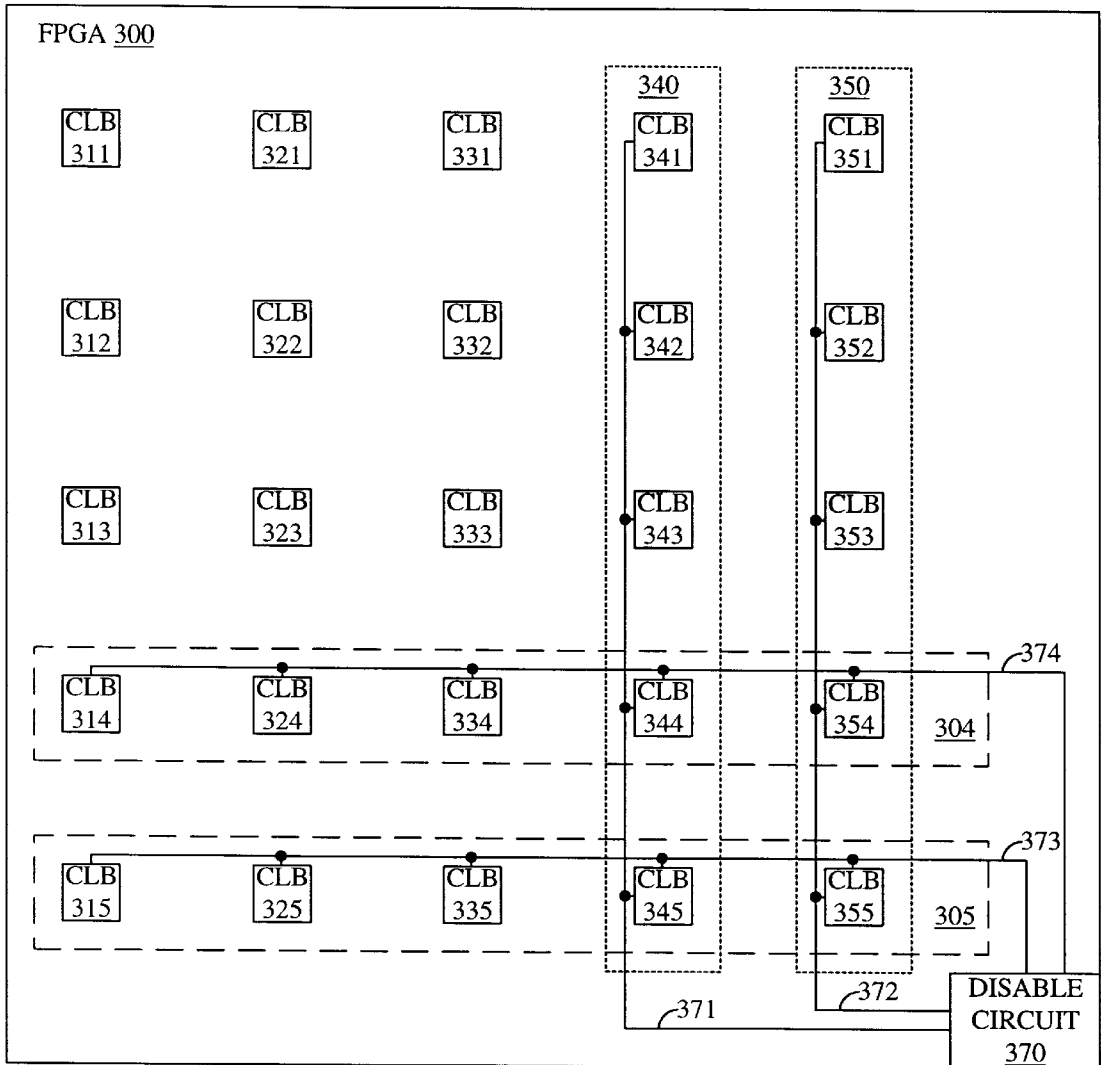 FPGA 300
340
350
CLB
311
CLB
321
CLB
331
CLB
341
CLB
351
CLB
312
CLB
322
CLB
332
CLB
342
CLB
352
CLB
313
CLB
323
CLB
333
CLB
343
CLB
353
374
CLB
314
CLB
324
CLB
334
CLB
344
CLB
354
304
373
CLB
315
CLB
325
CLB
335
CLB
345
CLB
355
305
372
371
DISABLE
CIRCUIT
370